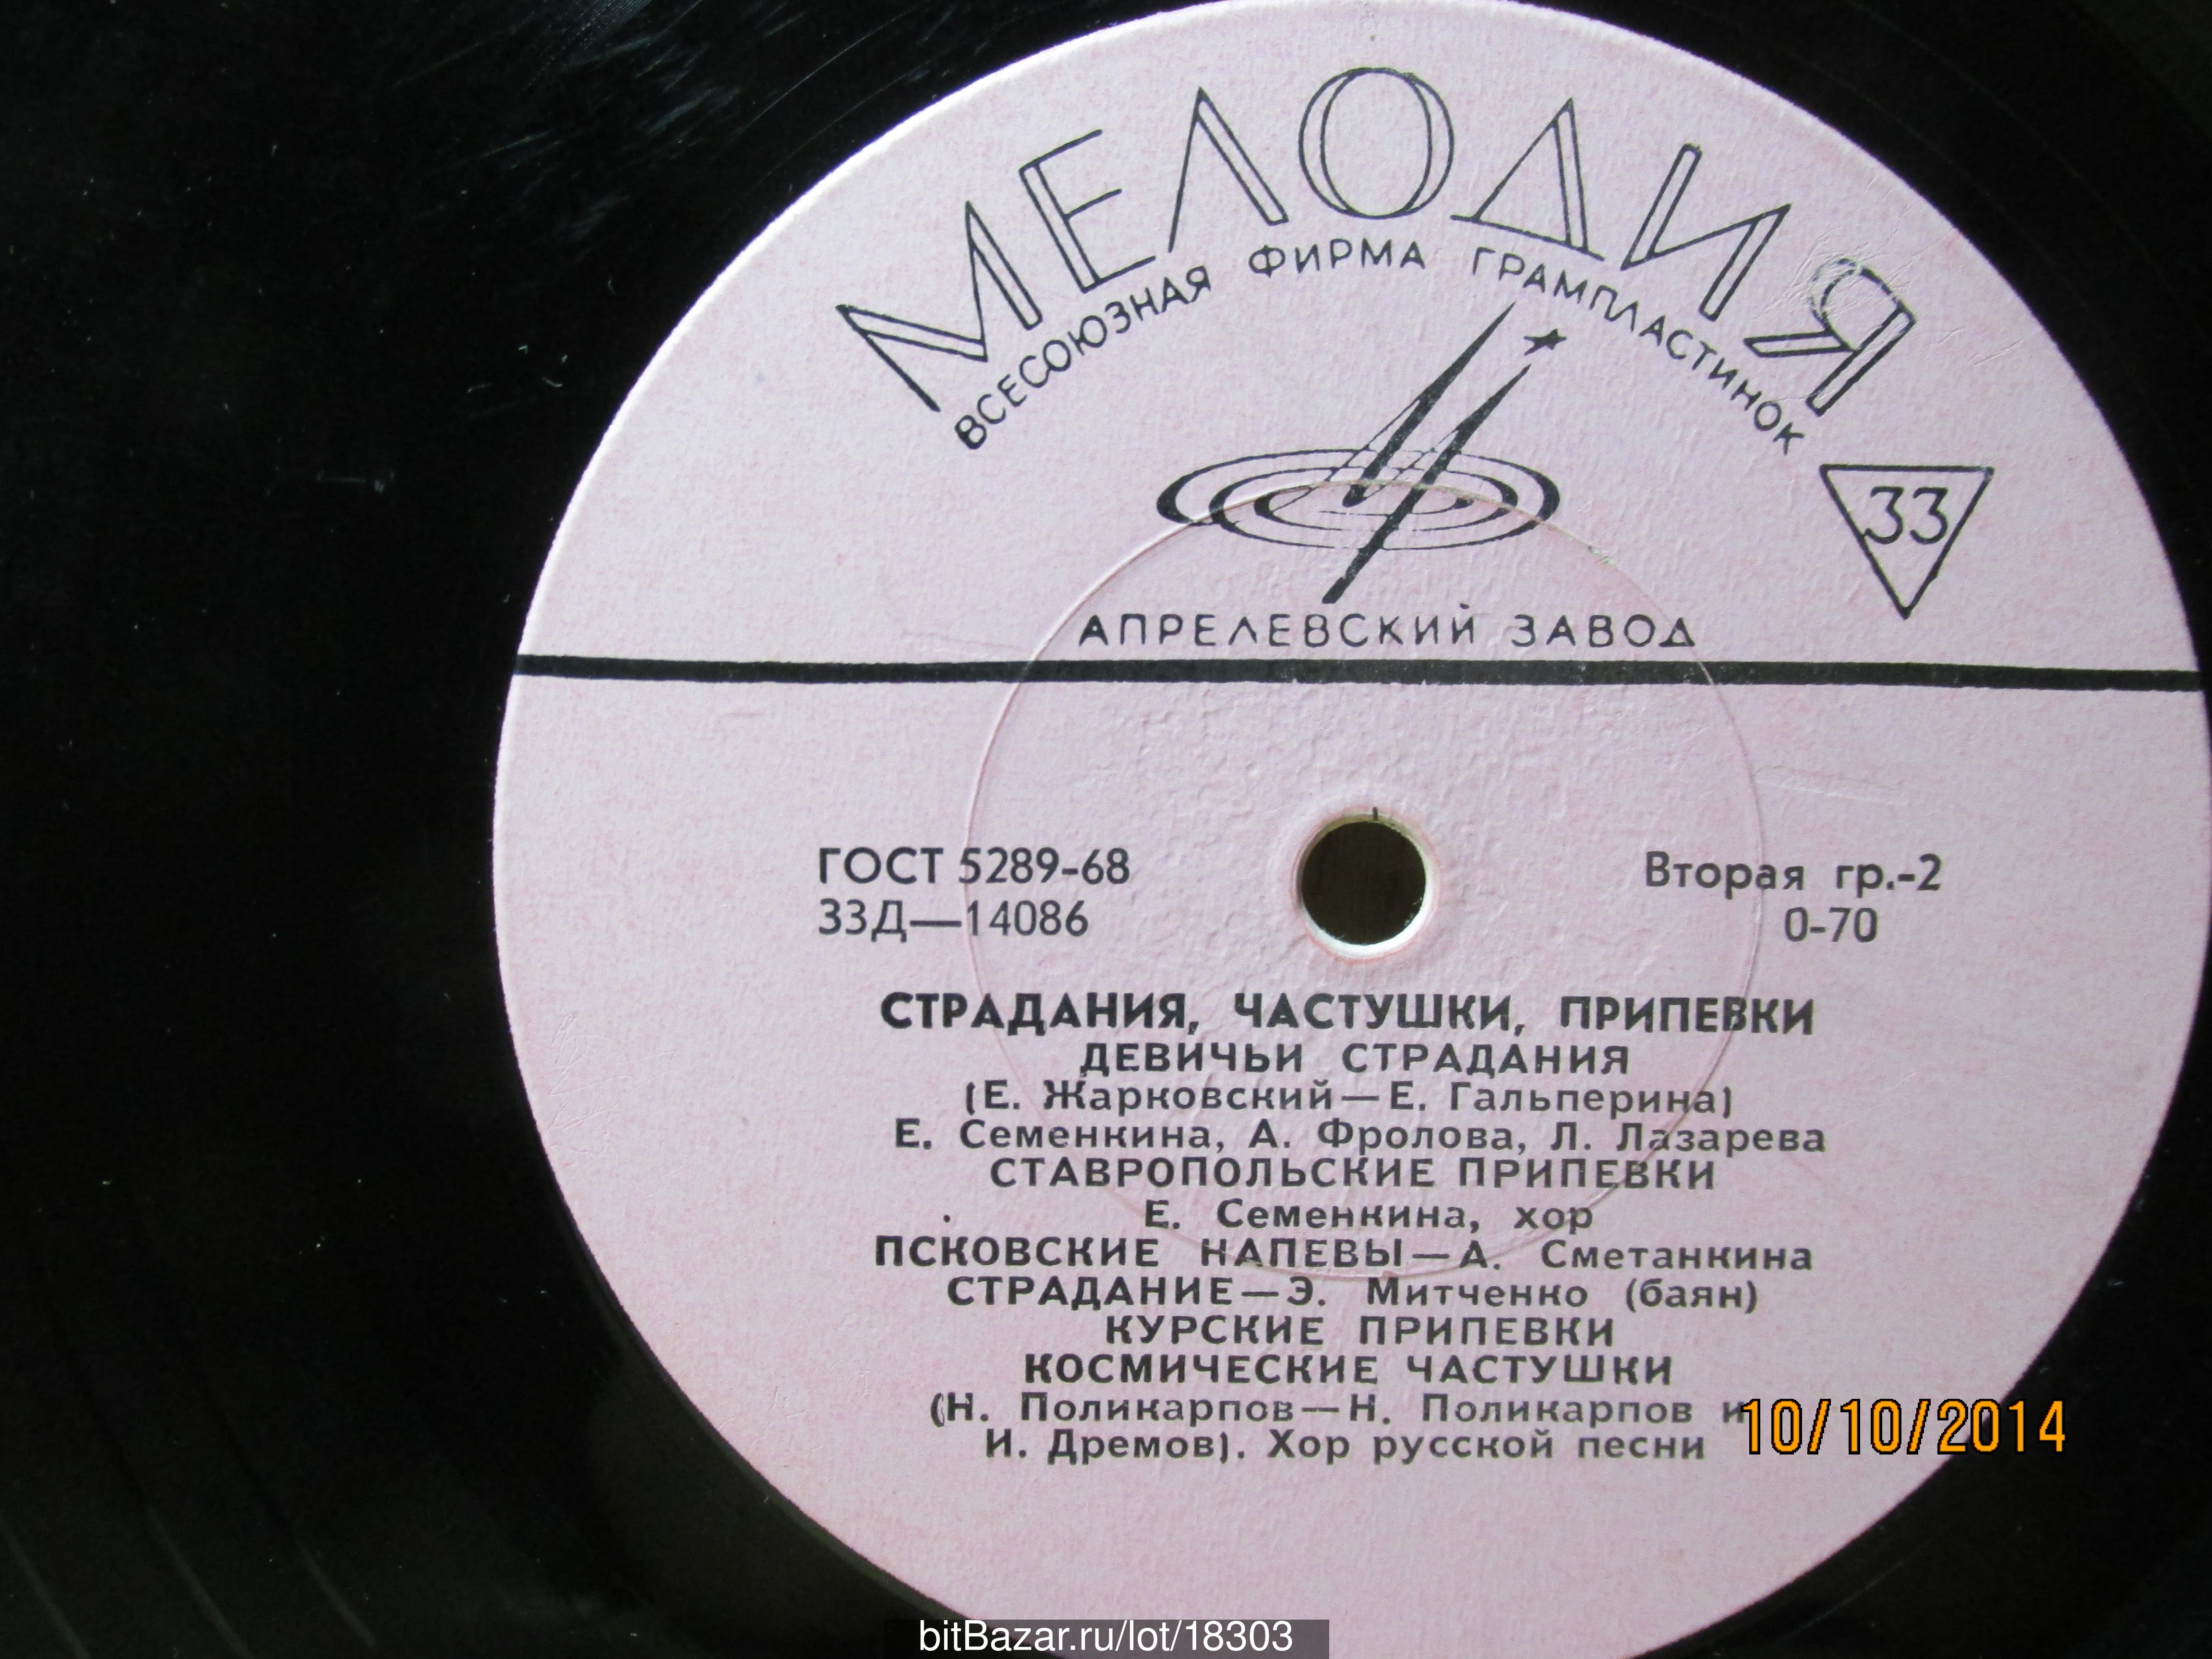 МЕЛОДИЯ
ВСЕСОЮЗНАЯ ФИРМА ГРАМПЛАСТИНОК
33
АПРЕЛЕВСКИЙ ЗАВОД
ГОСТ 5289-68
Вторая гр.-2
33Д—14086
0-70
СТРАДАНИЯ, ЧАСТУШКИ, ПРИПЕВКИ
ДЕВИЧЬИ СТРАДАНИЯ
(Е. Жарковский—Е. Гальперина)
Е. Семенкина, А. Фролова, Л. Лазарева
СТАВРОПОЛЬСКИЕ ПРИПЕВКИ
Е. Семенкина, хор
ПСКОВСКИЕ НАПЕВЫ—А. Сметанкина
СТРАДАНИЕ—Э. Митченко (баян)
КУРСКИЕ ПРИПЕВКИ
КОСМИЧЕСКИЕ ЧАСТУШКИ
(Н. Поликарпов—Н. Поликарпов и
И. Дремов). Хор русской песни
10/10/2014
bitBazar.ru/lot/18303